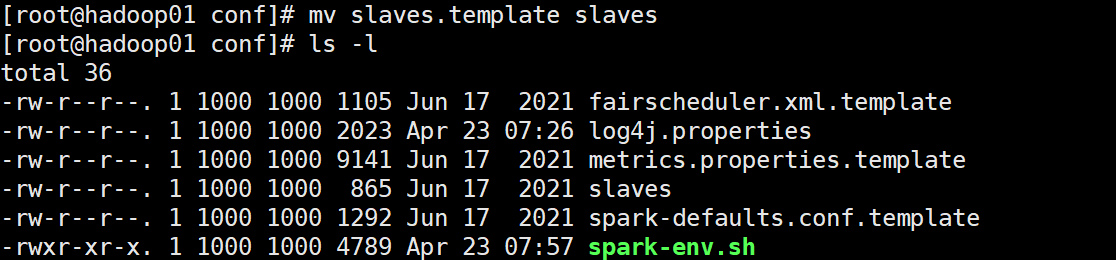 [root@hadoop01 conf]# mv slaves.template slaves
[root@hadoop01 conf]# ls -l
total 36
-rw-r--r--. 1 1000 1000 1105 Jun 17  2021 fairscheduler.xml.template
-rw-r--r--. 1 1000 1000 2023 Apr 23 07:26 log4j.properties
-rw-r--r--. 1 1000 1000 9141 Jun 17  2021 metrics.properties.template
-rw-r--r--. 1 1000 1000  865 Jun 17  2021 slaves
-rw-r--r--. 1 1000 1000 1292 Jun 17  2021 spark-defaults.conf.template
-rwxr-xr-x. 1 1000 1000 4789 Apr 23 07:57 spark-env.sh